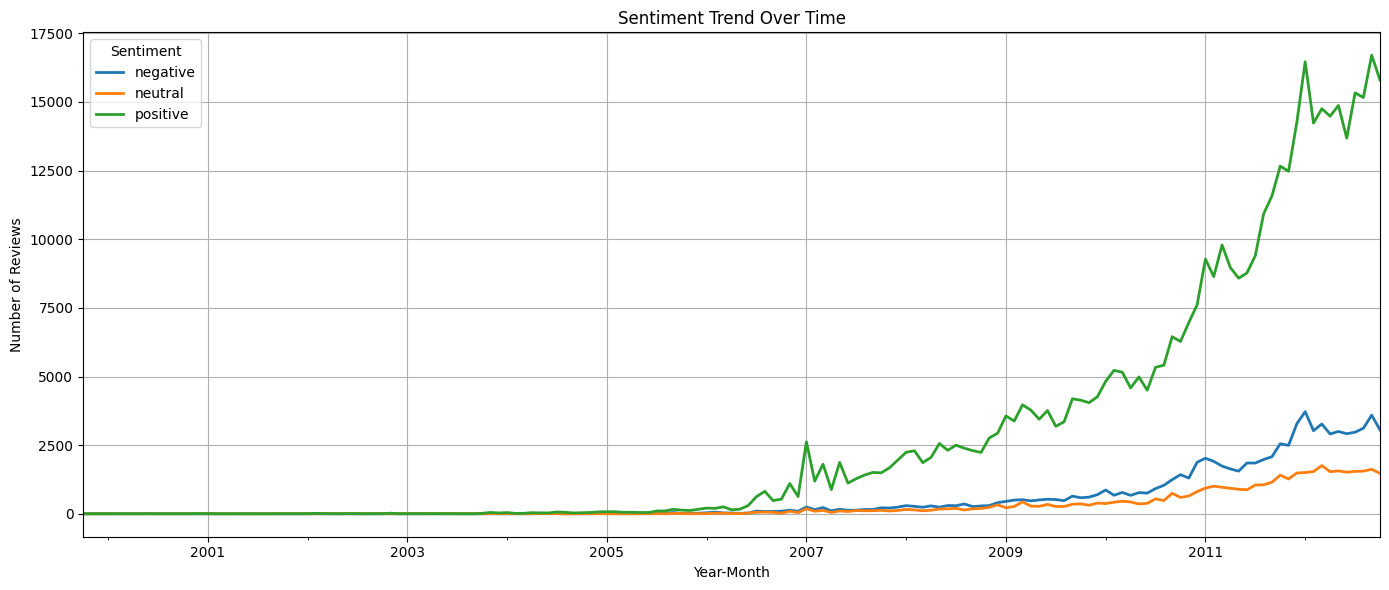 Sentiment Trend Over Time
17500
15000
12500
10000
7500
5000
2500
0
Number of Reviews
Sentiment
negative
neutral
positive
2001
2003
2005
2007
2009
2011
Year-Month